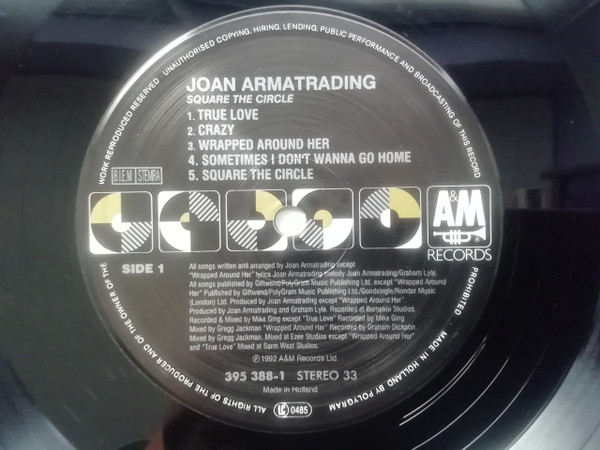 JOAN ARMATRADING
SQUARE THE CIRCLE
1. TRUE LOVE
2. CRAZY
3. WRAPPED AROUND HER
4. SOMETIMES I DON'T WANNA GO HOME
5. SQUARE THE CIRCLE
B.I.E.M STEMRA
A&M
RECORDS
SIDE 1
All songs written and arranged by Joan Armatrading except
"Wrapped Around Her" lyrics Joan Armatrading melody Joan Armatrading/Graham Lyle.
All songs published by Giftwend/PolyGram Music Publishing Ltd. except "Wrapped Around
Her" Published by Giftwend/PolyGram Music Publishing Ltd./Goodsingle/Rondor Music
(London) Ltd. Produced by Joan Armatrading except "Wrapped Around Her".
Produced by Joan Armatrading and Graham Lyle. Recorded at Bumpkin Studios.
Recorded & Mixed by Mike Ging except "True Love" Recorded by Mike Ging
Mixed by Gregg Jackman "Wrapped Around Her" Recorded by Graham Dickson
Mixed by Gregg Jackman. Mixed at Ezee Studios except "Wrapped Around Her"
and "True Love" Mixed at Sarm West Studios.
℗©1992 A&M Records Ltd.
395 388-1 STEREO 33
Made in Holland
LC 0485
ALL RIGHTS OF THE PRODUCER AND OF THE OWNER OF THE WORK REPRODUCED RESERVED UNAUTHORISED COPYING, HIRING, LENDING, PUBLIC PERFORMANCE AND BROADCASTING OF THIS RECORD PROHIBITED · MADE IN HOLLAND BY POLYGRAM